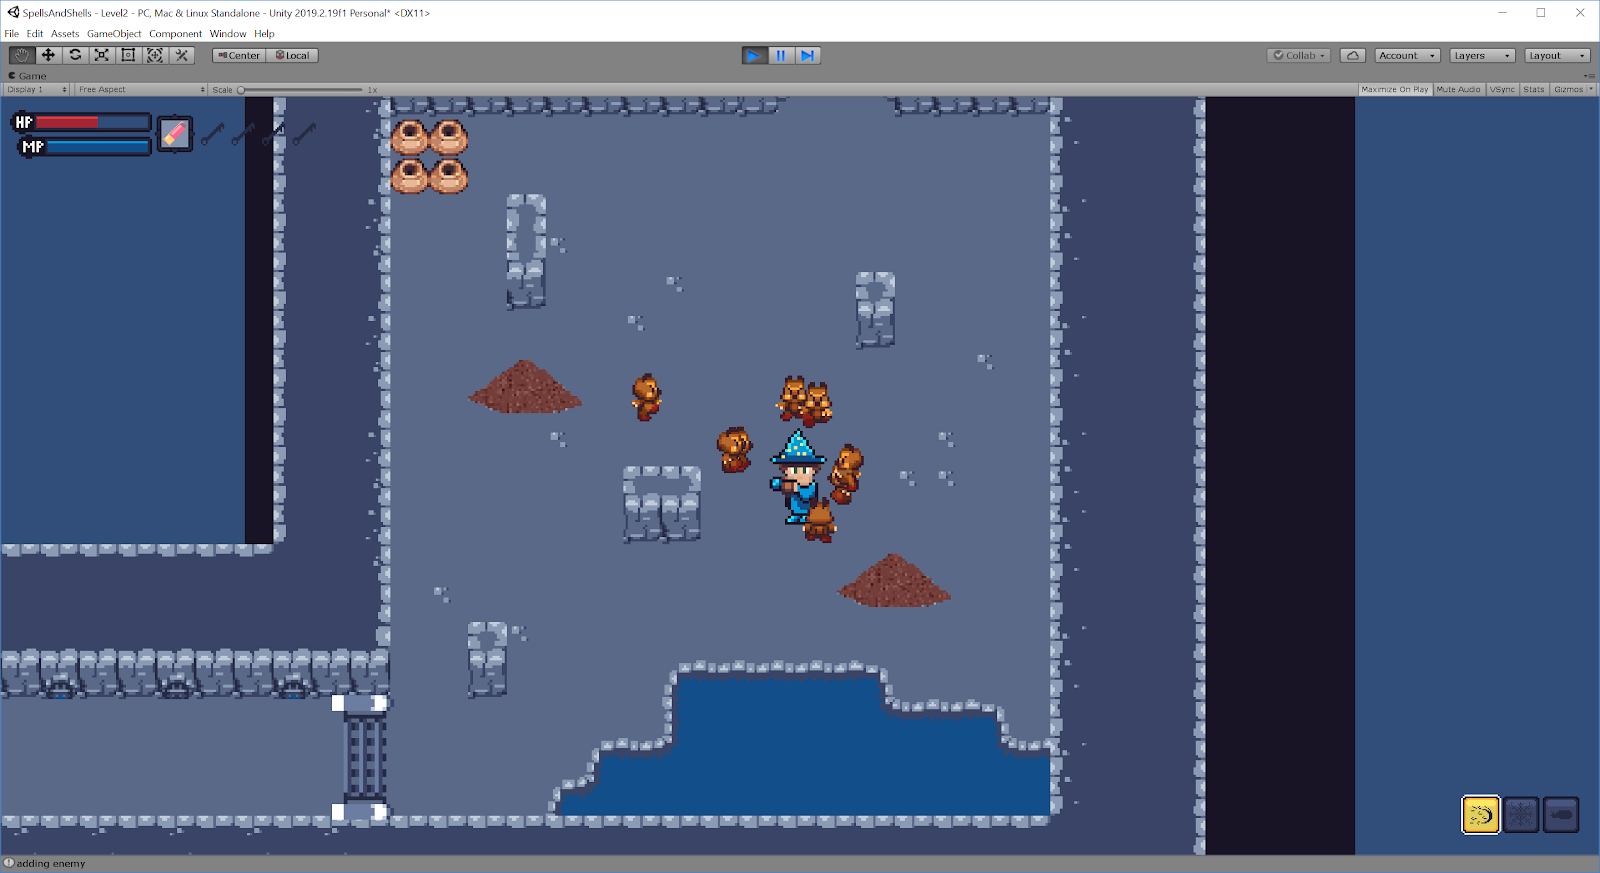 SpellsAndShells - Level2 - PC, Mac & Linux Standalone - Unity 2019.2.19f1 Personal* <DX11>
File Edit Assets GameObject Component Window Help
Center Local Collab Account Layers Layout
Game
Display 1 Free Aspect Scale 1x Maximize On Play Mute Audio VSync Stats Gizmos
HP
MP
adding enemy